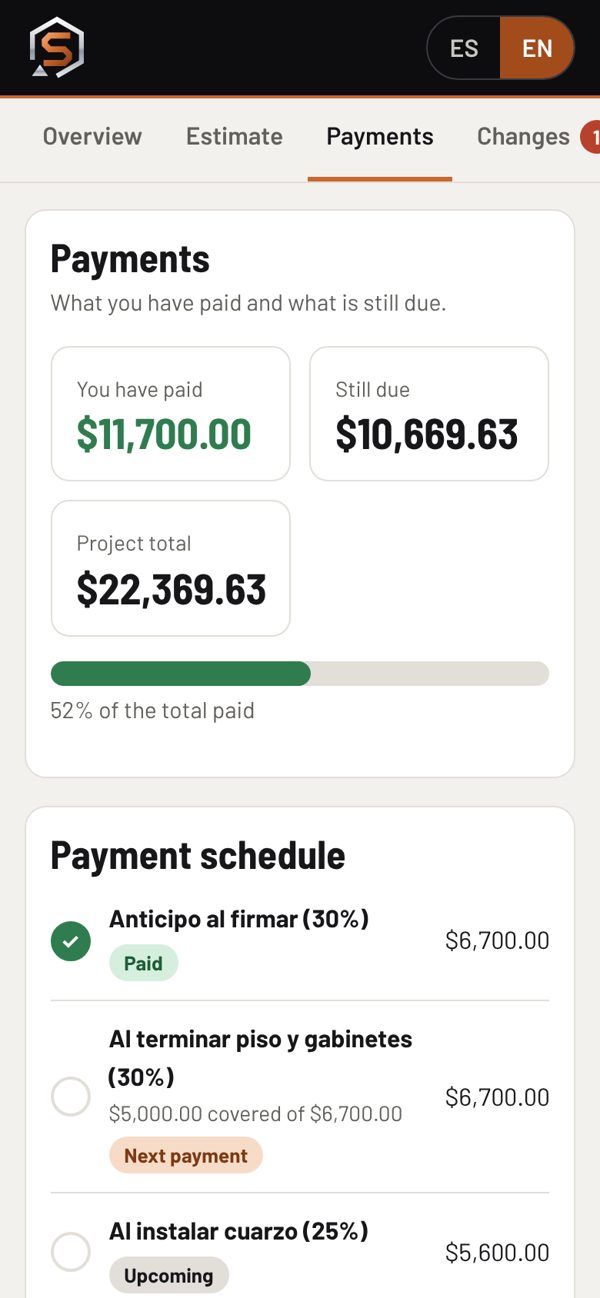 S
ES EN
Overview Estimate Payments Changes 1
Payments
What you have paid and what is still due.
You have paid
$11,700.00
Still due
$10,669.63
Project total
$22,369.63
52% of the total paid
Payment schedule
Anticipo al firmar (30%)
Paid
$6,700.00
Al terminar piso y gabinetes
(30%)
$5,000.00 covered of $6,700.00
Next payment
$6,700.00
Al instalar cuarzo (25%)
Upcoming
$5,600.00